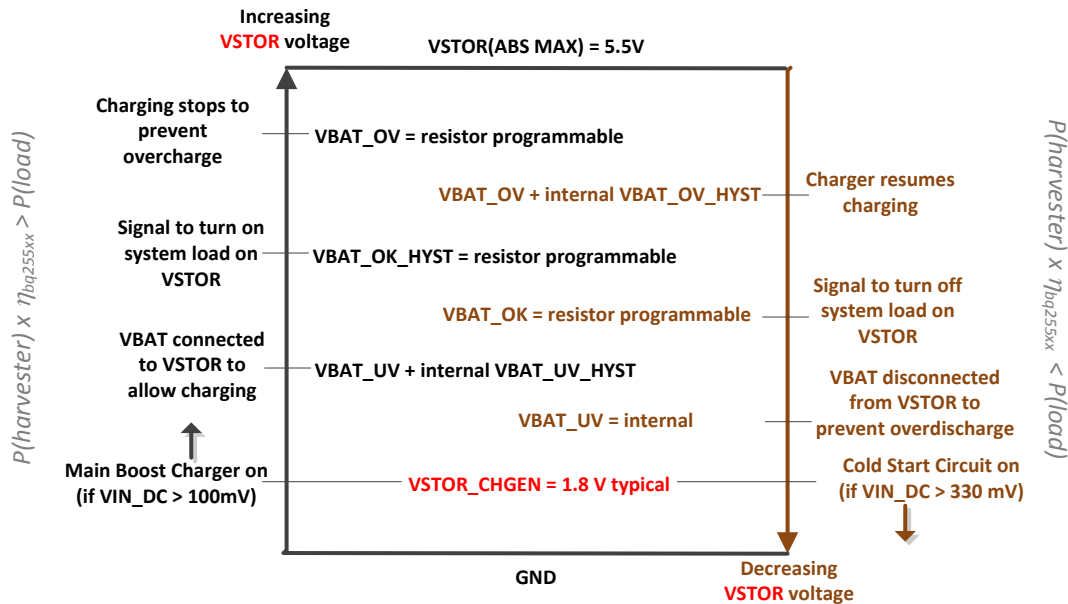 Increasing
VSTOR voltage
VSTOR(ABS MAX) = 5.5V
Charging stops to
prevent
overcharge
VBAT_OV = resistor programmable
VBAT_OV + internal VBAT_OV_HYST
Charger resumes
charging
Signal to turn on
system load on
VSTOR
VBAT_OK_HYST = resistor programmable
VBAT_OK = resistor programmable
Signal to turn off
system load on
VSTOR
VBAT connected
to VSTOR to
allow charging
VBAT_UV + internal VBAT_UV_HYST
VBAT_UV = internal
VBAT disconnected
from VSTOR to
prevent overdischarge
Main Boost Charger on
(if VIN_DC > 100mV)
VSTOR_CHGEN = 1.8 V typical
Cold Start Circuit on
(if VIN_DC > 330 mV)
GND
Decreasing
VSTOR voltage
P(harvester) x ηbq255xx > P(load)
P(harvester) x ηbq255xx < P(load)